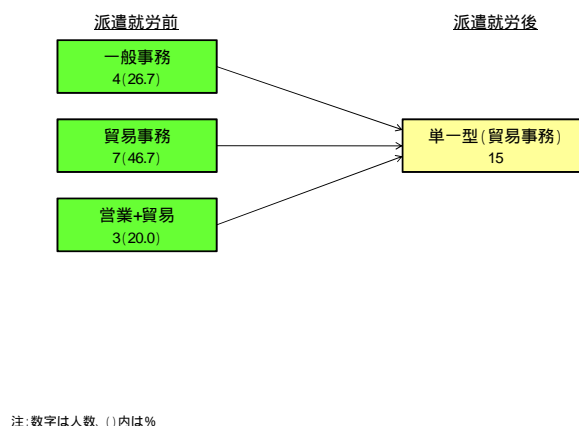 派遣就労前
派遣就労後
一般事務
4(26.7)
貿易事務
7(46.7)
単一型(貿易事務)
15
営業+貿易
3(20.0)
注:数字は人数、()内は%